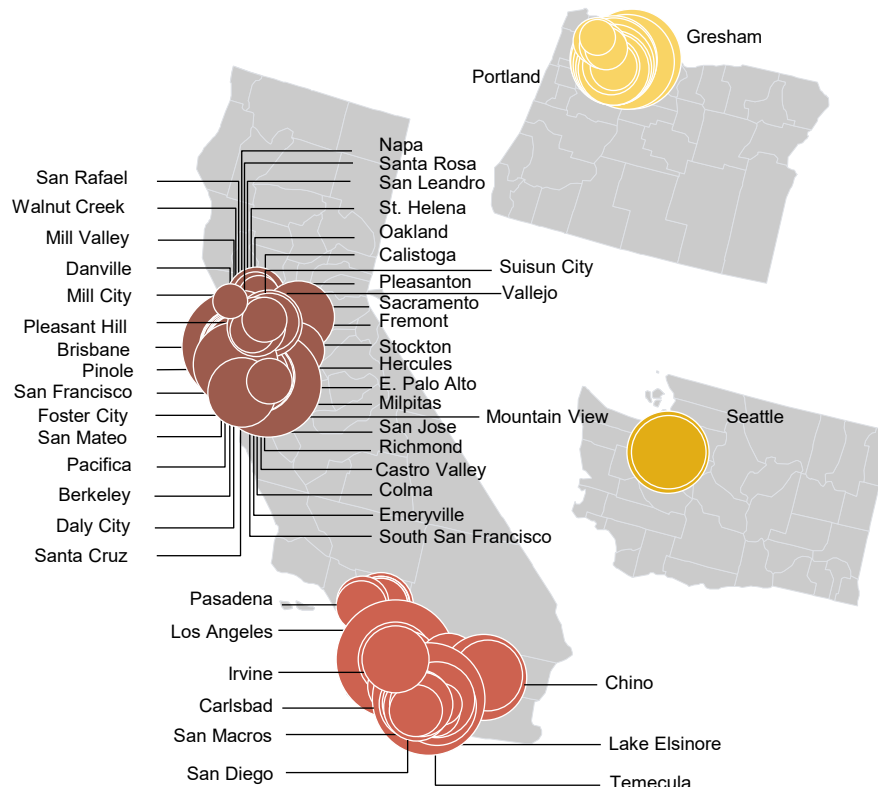 Gresham
Portland
Napa
Santa Rosa
San Rafael
San Leandro
Walnut Creek
St. Helena
Mill Valley
Oakland
Calistoga
Danville
Suisun City
Pleasanton
Mill City
Vallejo
Sacramento
Pleasant Hill
Fremont
Brisbane
Stockton
Pinole
Hercules
San Francisco
E. Palo Alto
Milpitas
Foster City
Mountain View
Seattle
San Mateo
San Jose
Richmond
Pacifica
Castro Valley
Berkeley
Colma
Daly City
Emeryville
Santa Cruz
South San Francisco
Pasadena
Los Angeles
Irvine
Chino
Carlsbad
San Macros
Lake Elsinore
San Diego
Temecula